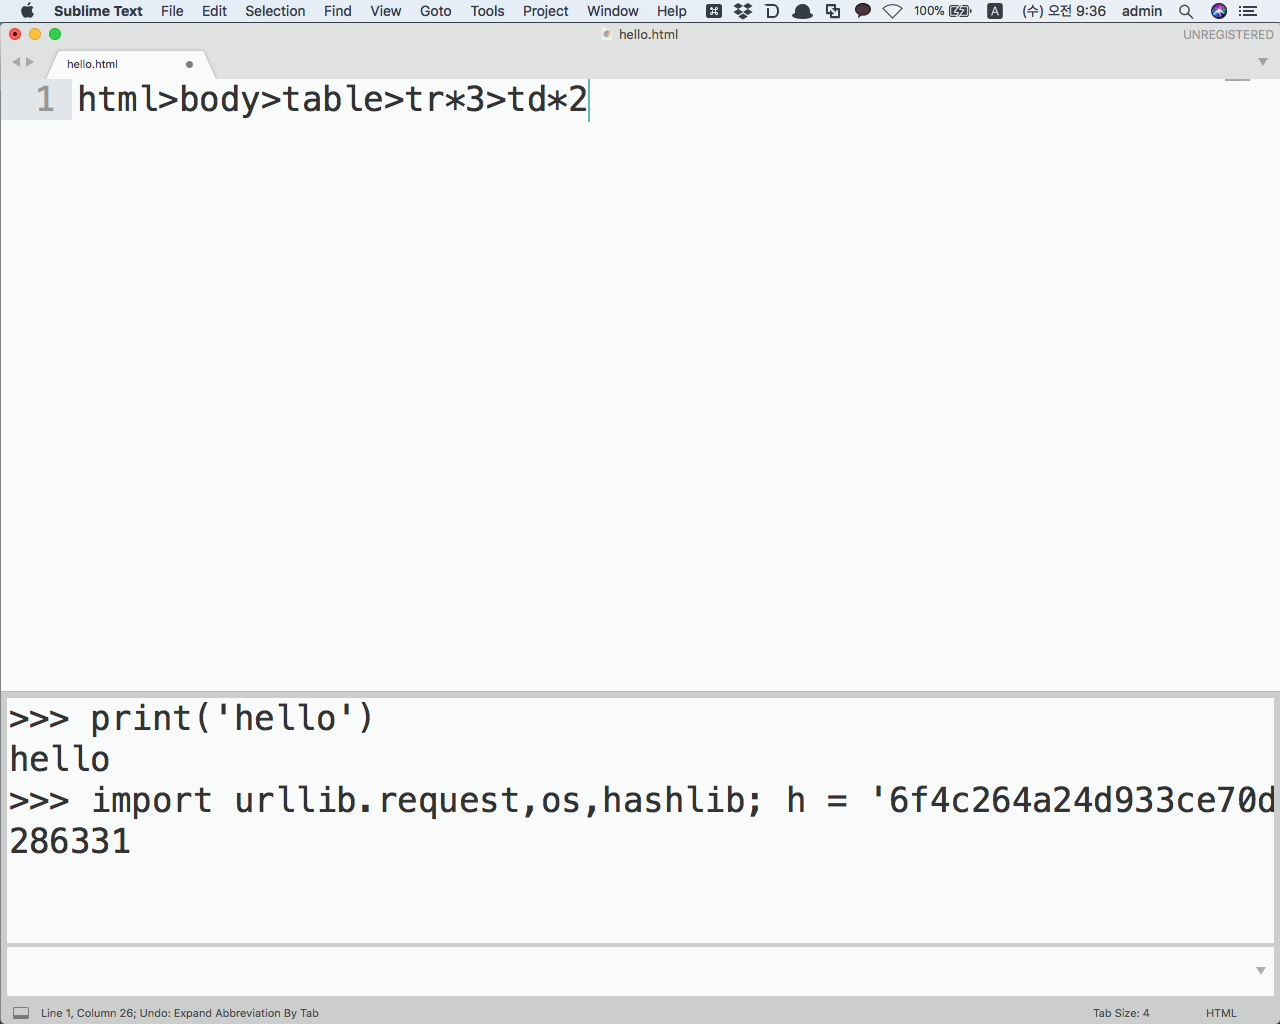 Sublime Text File Edit Selection Find View Goto Tools Project Window Help 100% A (수) 오전 9:36 admin
hello.html UNREGISTERED
hello.html
1 html>body>table>tr*3>td*2
>>> print('hello')
hello
>>> import urllib.request,os,hashlib; h = '6f4c264a24d933ce70d
286331
Line 1, Column 26; Undo: Expand Abbreviation By Tab Tab Size: 4 HTML